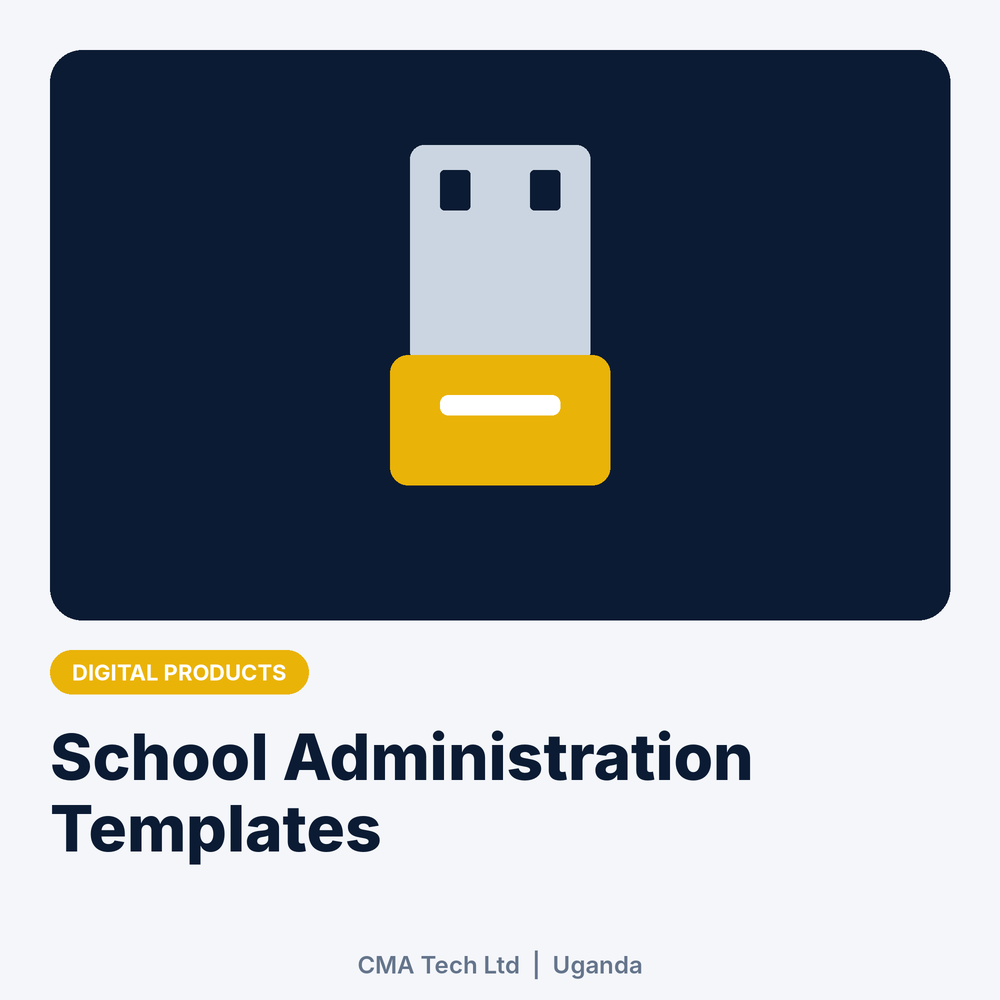 DIGITAL PRODUCTS
School Administration
Templates
CMA Tech Ltd | Uganda